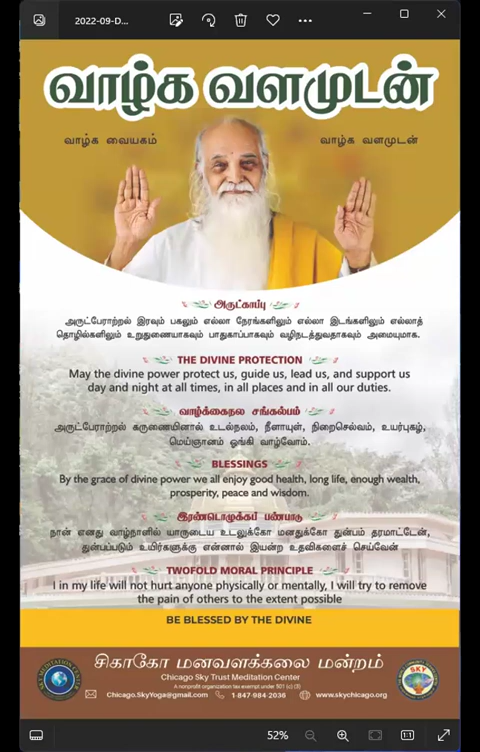 2022-09-D...
வாழ்க வளமுடன்
வாழ்க வையகம்
வாழ்க வளமுடன்
அருட்காப்பு
அருட்பேராற்றல் இரவும் பகலும் எல்லா நேரங்களிலும் எல்லா இடங்களிலும் எல்லாத்
தொழில்களிலும் உறுதுணையாகவும் பாதுகாப்பாகவும் வழிநடத்துவதாகவும் அமையுமாக.
THE DIVINE PROTECTION
May the divine power protect us, guide us, lead us, and support us
day and night at all times, in all places and in all our duties.
வாழ்க்கைநல சங்கல்பம்
அருட்பேராற்றல் கருணையினால் உடல்நலம், நீளாயுள், நிறைசெல்வம், உயர்புகழ்,
மெய்ஞானம் ஓங்கி வாழ்வோம்.
BLESSINGS
By the grace of divine power we all enjoy good health, long life, enough wealth,
prosperity, peace and wisdom.
இரண்டொழுக்கப் பண்பாடு
நான் எனது வாழ்நாளில் யாருடைய உடலுக்கோ மனதுக்கோ துன்பம் தரமாட்டேன்,
துன்பப்படும் உயிர்களுக்கு என்னால் இயன்ற உதவிகளைச் செய்வேன்
TWOFOLD MORAL PRINCIPLE
I in my life will not hurt anyone physically or mentally, I will try to remove
the pain of others to the extent possible
BE BLESSED BY THE DIVINE
சிகாகோ மனவளக்கலை மன்றம்
Chicago Sky Trust Meditation Center
A nonprofit organization tax exempt under 501 (c) (3)
Chicago.SkyYoga@gmail.com 1-847-984-2036 www.skychicago.org
SKY
52%
1:1